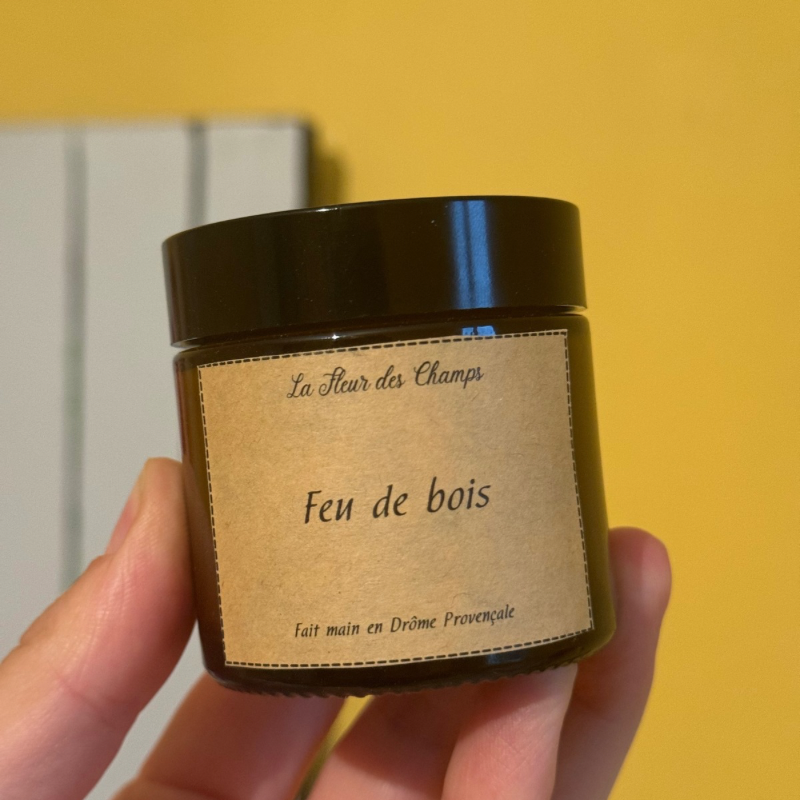 La Fleur des Champs
Feu de bois
Fait main en Drôme Provençale